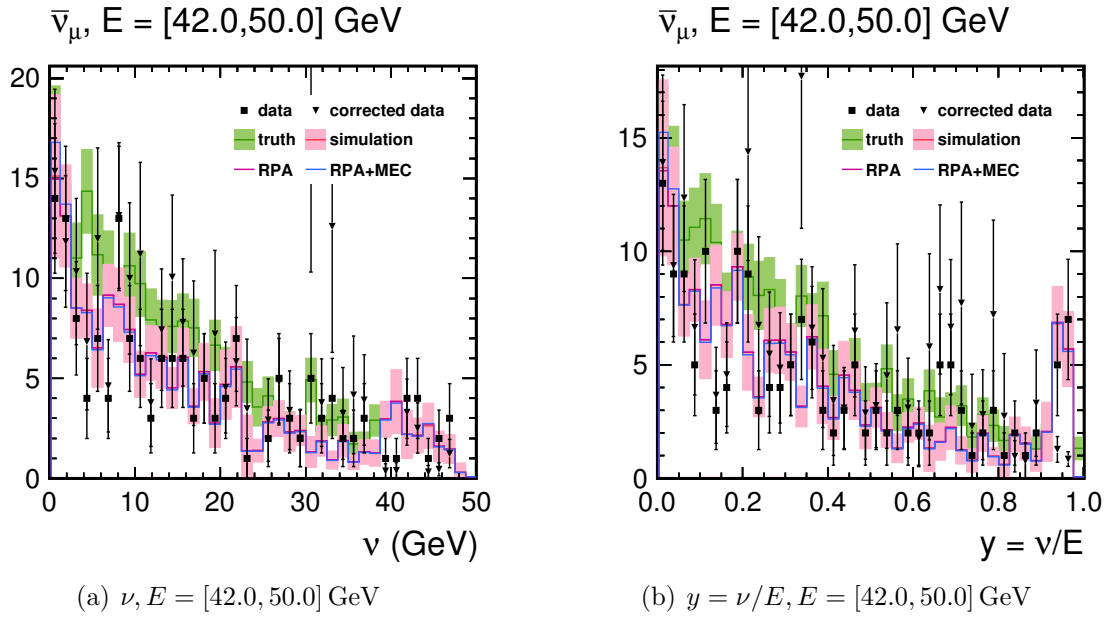 ν̅μ, E = [42.0,50.0] GeV
20
15
10
5
0
data
corrected data
truth
simulation
RPA
RPA+MEC
0 10 20 30 40 50
ν (GeV)
(a) ν, E = [42.0, 50.0] GeV
ν̅μ, E = [42.0,50.0] GeV
15
10
5
0
data
corrected data
truth
simulation
RPA
RPA+MEC
0.0 0.2 0.4 0.6 0.8 1.0
y = ν/E
(b) y = ν/E, E = [42.0, 50.0] GeV